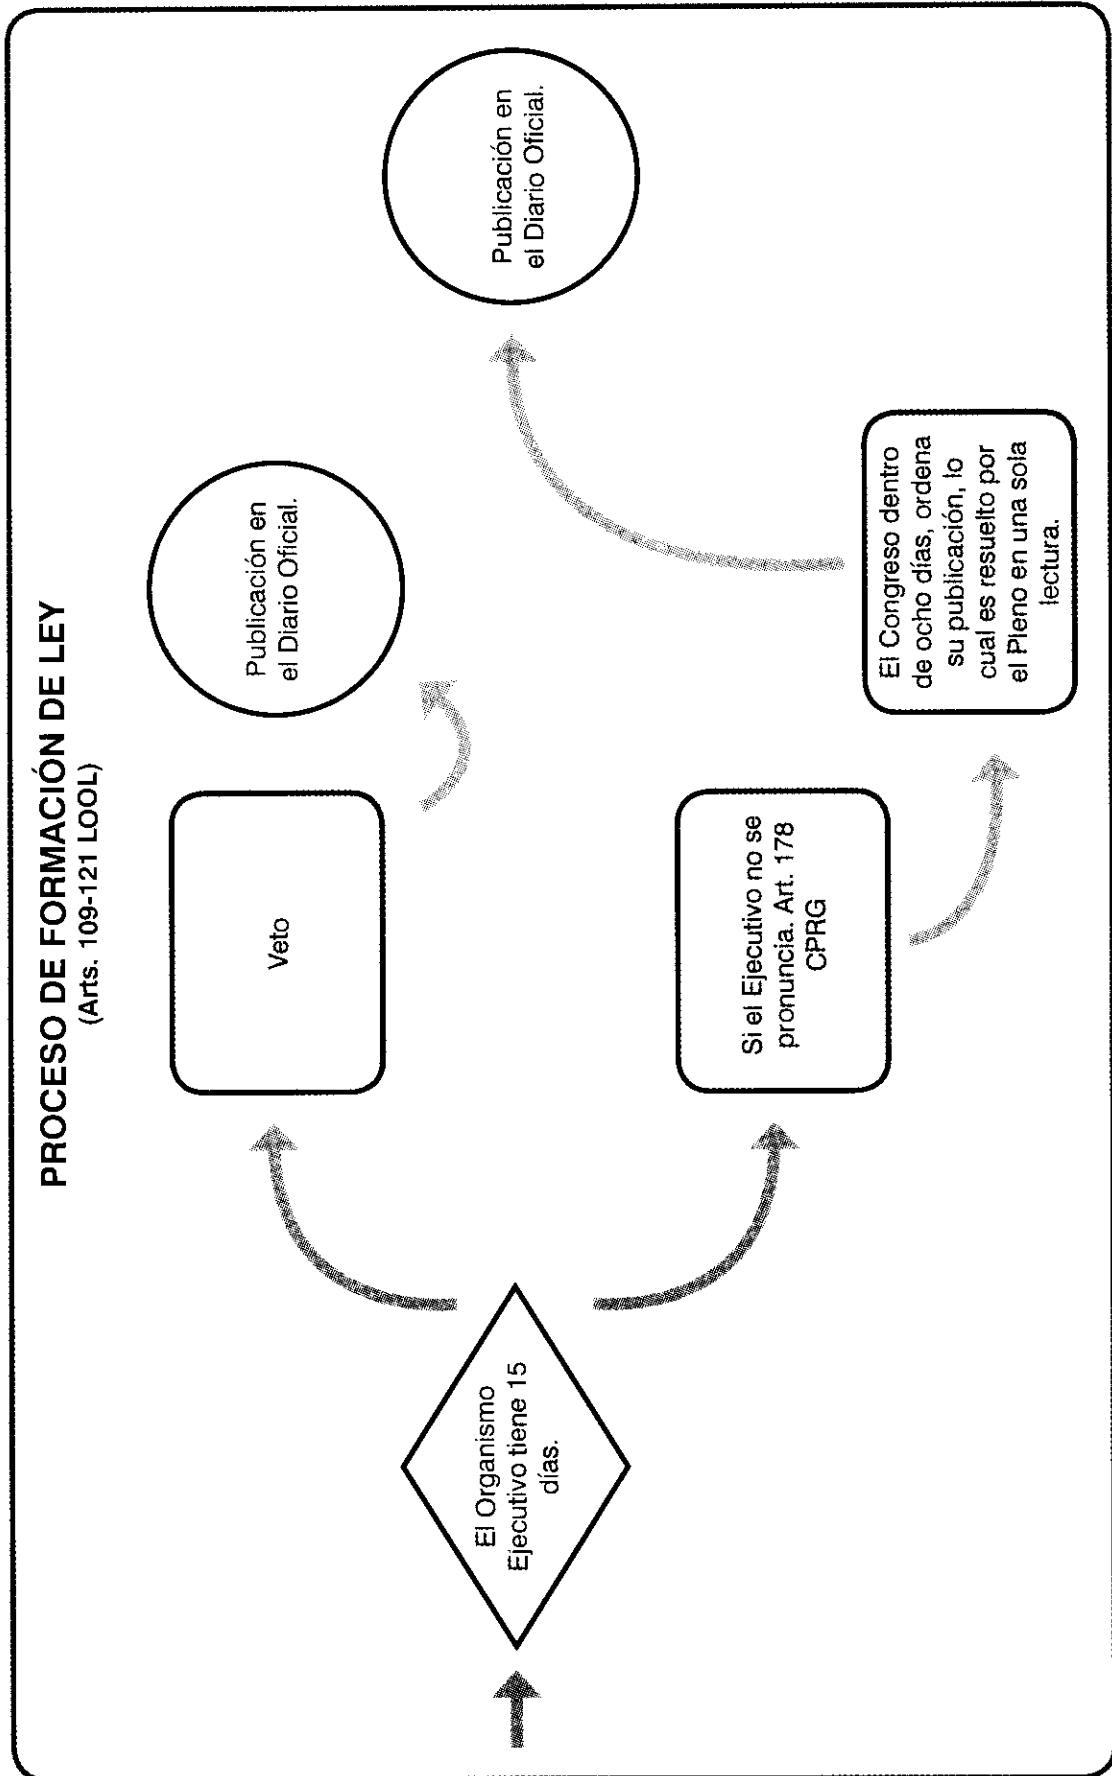 PROCESO DE FORMACIÓN DE LEY
(Arts. 109-121 LOOL)
El Organismo
Ejecutivo tiene 15
días.
Veto
Publicación en
el Diario Oficial.
Si el Ejecutivo no se
pronuncia. Art. 178
CPRG
El Congreso dentro
de ocho días, ordena
su publicación, lo
cual es resuelto por
el Pleno en una sola
lectura.
Publicación en
el Diario Oficial.